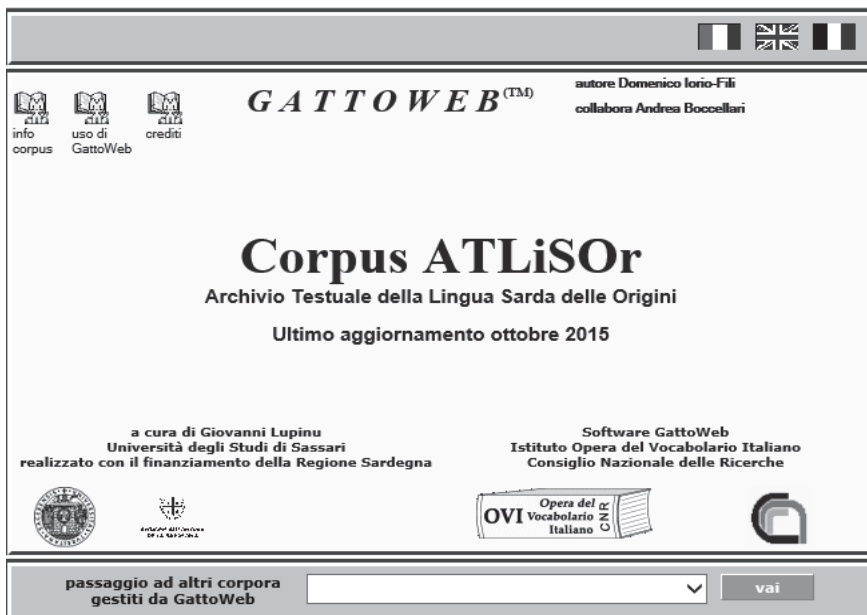 GATTOWEB(TM)
autore Domenico Iorio-Fili
collabora Andrea Boccellari
info
corpus
uso di
GattoWeb
crediti
Corpus ATLiSOr
Archivio Testuale della Lingua Sarda delle Origini
Ultimo aggiornamento ottobre 2015
a cura di Giovanni Lupinu
Università degli Studi di Sassari
realizzato con il finanziamento della Regione Sardegna
Software GattoWeb
Istituto Opera del Vocabolario Italiano
Consiglio Nazionale delle Ricerche
OVI
Opera del
Vocabolario
Italiano
CNR
passaggio ad altri corpora
gestiti da GattoWeb
vai